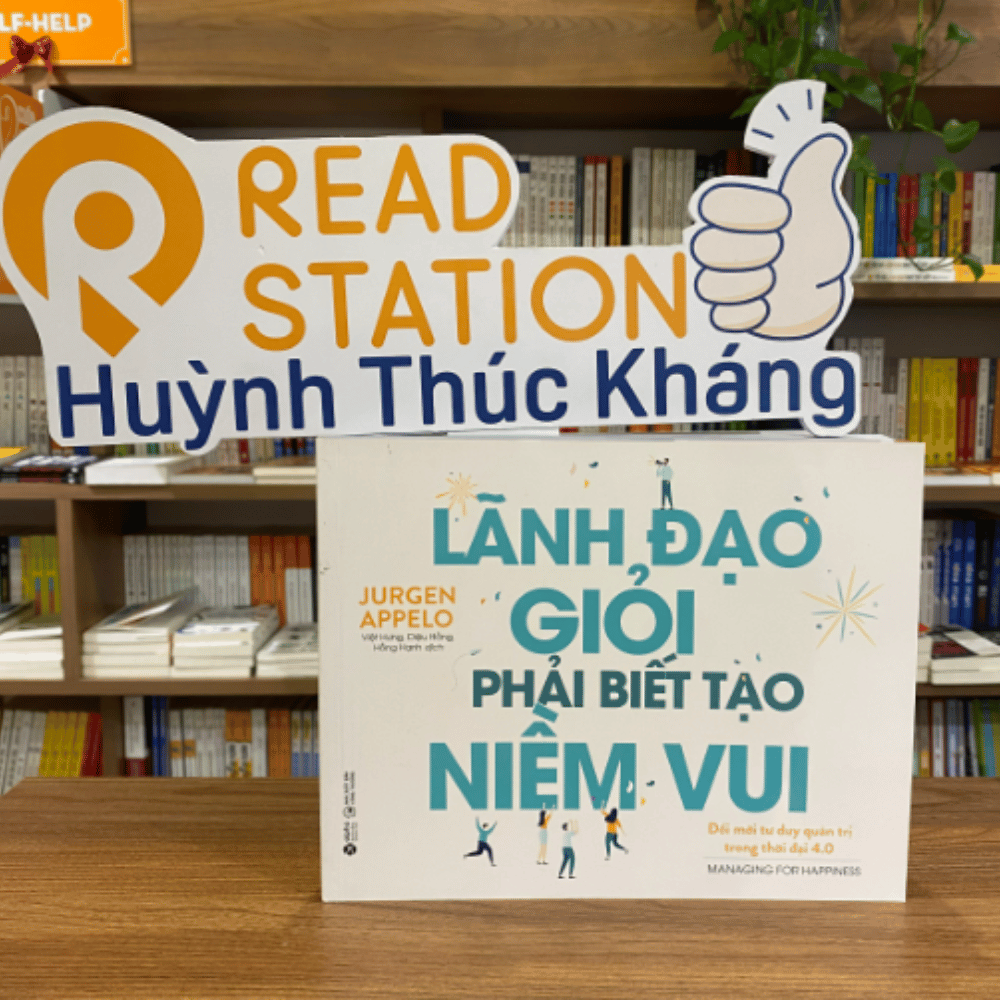 LF-HELP
READ
STATION
Huỳnh Thúc Kháng
LÃNH ĐẠO
GIỎI
JURGEN
APPELO
Việt Hưng, Diệu Hồng,
Hồng Hạnh dịch
PHẢI BIẾT TẠO
NIỀM VUI
Đổi mới tư duy quản trị
trong thời đại 4.0
MANAGING FOR HAPPINESS